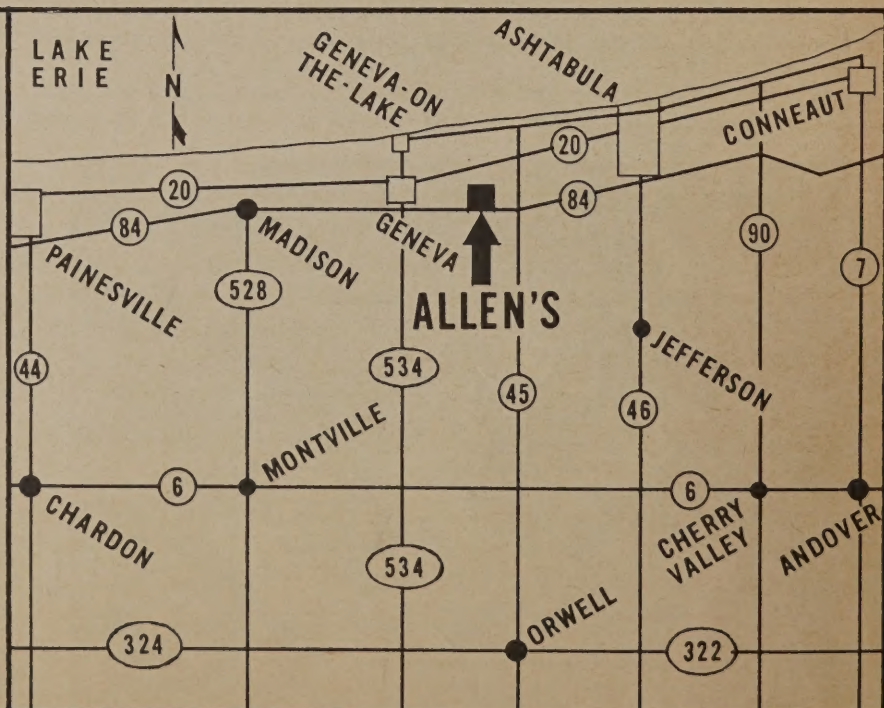 LAKE
ERIE
N
GENEVA-ON
THE-LAKE
ASHTABULA
CONNEAUT
20
20
84
84
MADISON
GENEVA
PAINESVILLE
528
90
7
ALLEN'S
JEFFERSON
44
534
45
46
MONTVILLE
6
6
CHARDON
CHERRY
VALLEY
ANDOVER
534
ORWELL
324
322